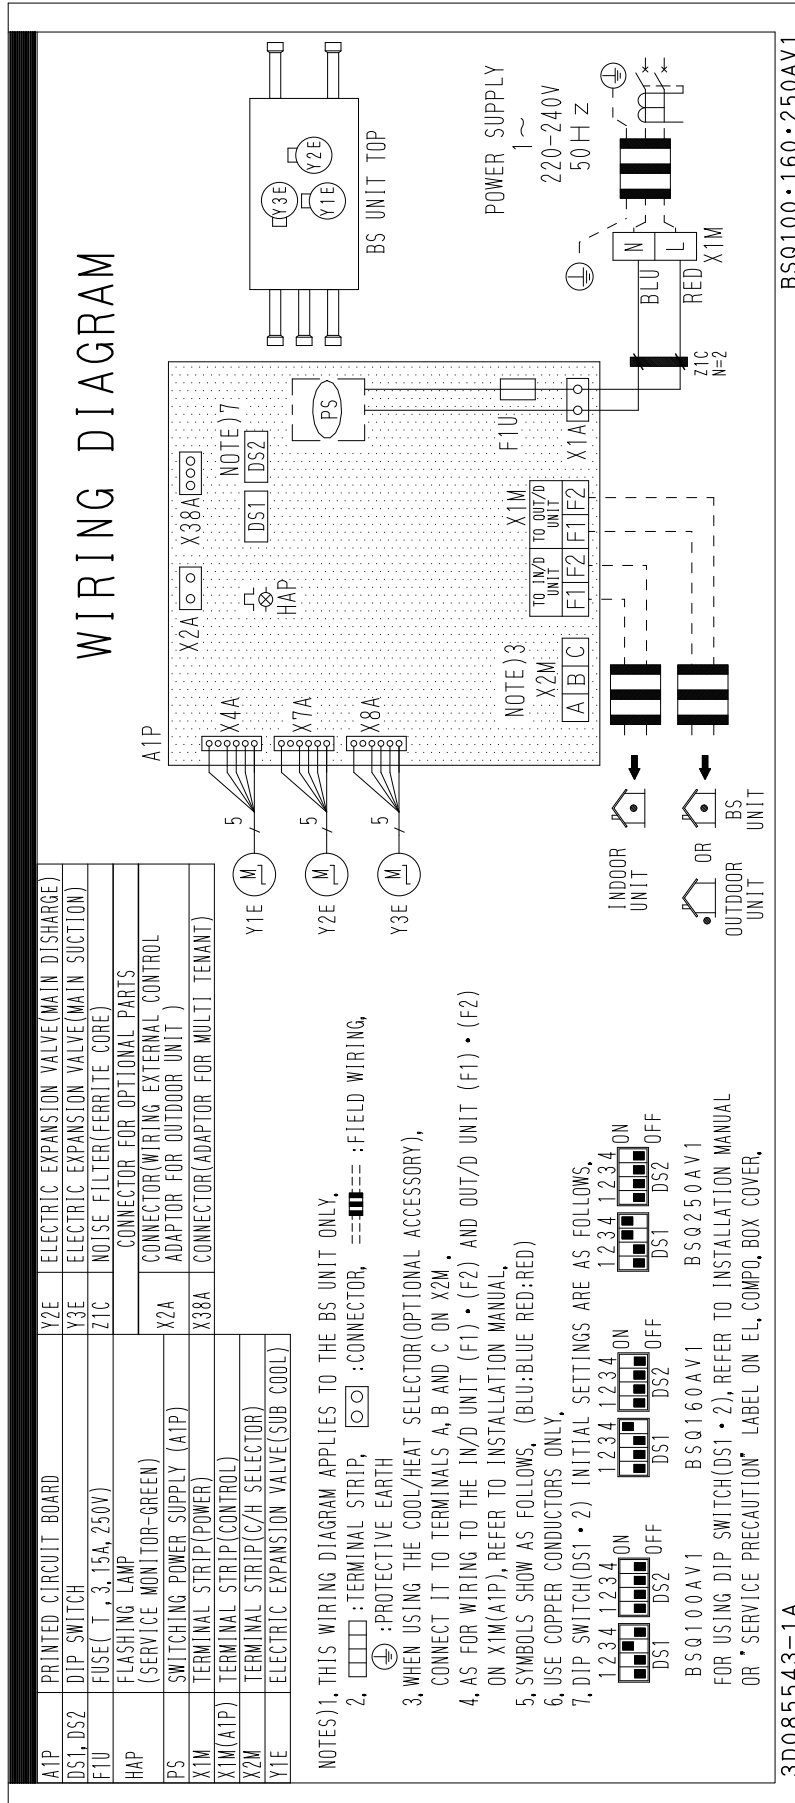 WIRING DIAGRAM
A1P PRINTED CIRCUIT BOARD
DS1, DS2 DIP SWITCH
F1U FUSE( T ,3. 15A, 250V)
HAP FLASHING LAMP
(SERVICE MONITOR-GREEN)
PS SWITCHING POWER SUPPLY (A1P)
X1M TERMINAL STRIP(POWER)
X1M(A1P) TERMINAL STRIP(CONTROL)
X2M TERMINAL STRIP(C/H SELECTOR)
Y1E ELECTRIC EXPANSION VALVE(SUB COOL)
Y2E ELECTRIC EXPANSION VALVE(MAIN DISHARGE)
Y3E ELECTRIC EXPANSION VALVE(MAIN SUCTION)
Z1C NOISE FILTER(FERRITE CORE)
CONNECTOR FOR OPTIONAL PARTS
X2A CONNECTOR(WIRING EXTERNAL CONTROL
ADAPTOR FOR OUTDOOR UNIT )
X38A CONNECTOR(ADAPTOR FOR MULTI TENANT)
A1P
X2A
X38A
NOTE)7
HAP
DS1
DS2
PS
X4A
X7A
X8A
5
5
5
M
M
M
Y1E
Y2E
Y3E
NOTE)3
X2M
A B C
X1M
TO IN/D
UNIT
TO OUT/D
UNIT
F1 F2 F1 F2
F1U
X1A
Z1C
N=2
BLU
RED
N
L
X1M
POWER SUPPLY
1~
220-240V
50Hz
Y3E
Y1E
Y2E
BS UNIT TOP
INDOOR
UNIT
OUTDOOR
UNIT
OR
BS
UNIT
NOTES)1. THIS WIRING DIAGRAM APPLIES TO THE BS UNIT ONLY.
2. :TERMINAL STRIP, :CONNECTOR, :FIELD WIRING,
:PROTECTIVE EARTH
3. WHEN USING THE COOL/HEAT SELECTOR(OPTIONAL ACCESSORY),
CONNECT IT TO TERMINALS A, B AND C ON X2M.
4. AS FOR WIRING TO THE IN/D UNIT (F1)・(F2) AND OUT/D UNIT (F1)・(F2)
ON X1M(A1P), REFER TO INSTALLATION MANUAL.
5. SYMBOLS SHOW AS FOLLOWS. (BLU:BLUE RED:RED)
6. USE COPPER CONDUCTORS ONLY.
7. DIP SWITCH(DS1・2) INITIAL SETTINGS ARE AS FOLLOWS.
1234 1234
ON
OFF
DS1 DS2
BSQ100AV1
1234 1234
ON
OFF
DS1 DS2
BSQ160AV1
1234 1234
ON
OFF
DS1 DS2
BSQ250AV1
FOR USING DIP SWITCH(DS1・2), REFER TO INSTALLATION MANUAL
OR "SERVICE PRECAUTION" LABEL ON EL. COMPO. BOX COVER.
3D085543-1A
BSQ100・160・250AV1